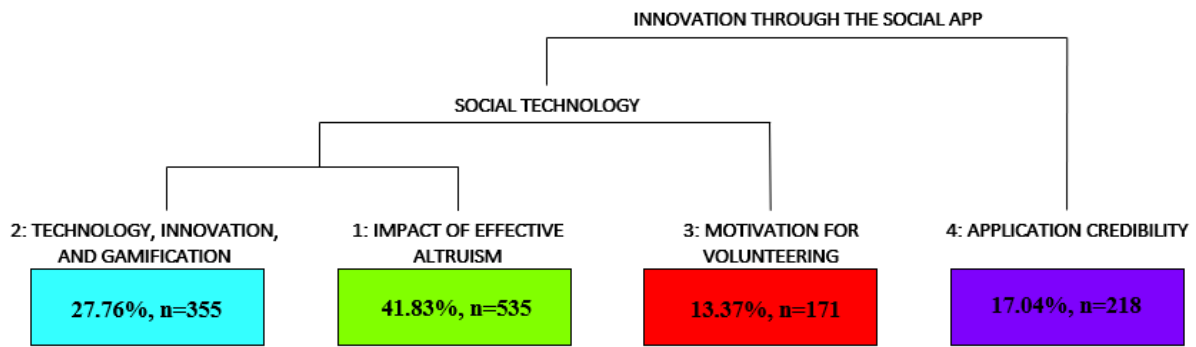 INNOVATION THROUGH THE SOCIAL APP
SOCIAL TECHNOLOGY
2: TECHNOLOGY, INNOVATION,
AND GAMIFICATION
1: IMPACT OF EFFECTIVE
ALTRUISM
3: MOTIVATION FOR
VOLUNTEERING
4: APPLICATION CREDIBILITY
27.76%, n=355
41.83%, n=535
13.37%, n=171
17.04%, n=218